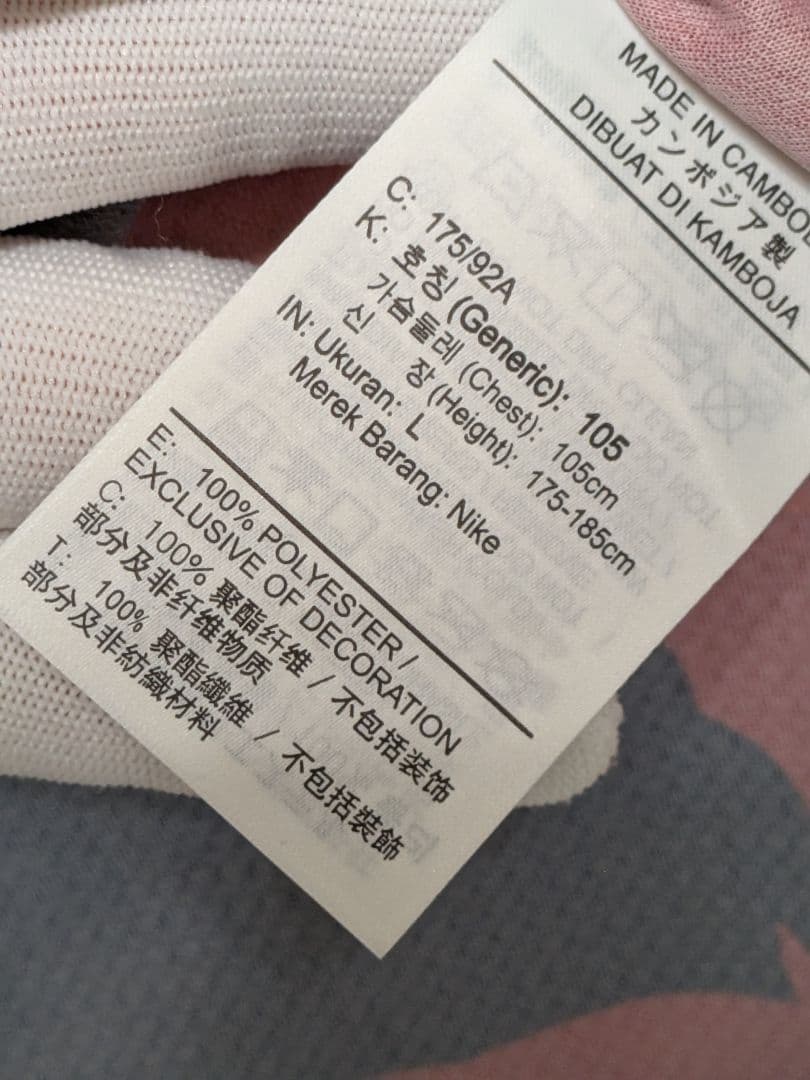 MADE IN CAMBOD
カンボジア製
DIBUAT DI KAMBOJA
C: 175/92A
K: 호칭 (Generic): 105
가슴둘레 (Chest): 105cm
신 장 (Height): 175-185cm
IN: Ukuran: L
Merek Barang: Nike
E: 100% POLYESTER /
EXCLUSIVE OF DECORATION
C: 100% 聚酯纤维 / 不包括装饰
部分及非纤维物质
T: 100% 聚酯纖維 / 不包括裝飾
部分及非紡織材料